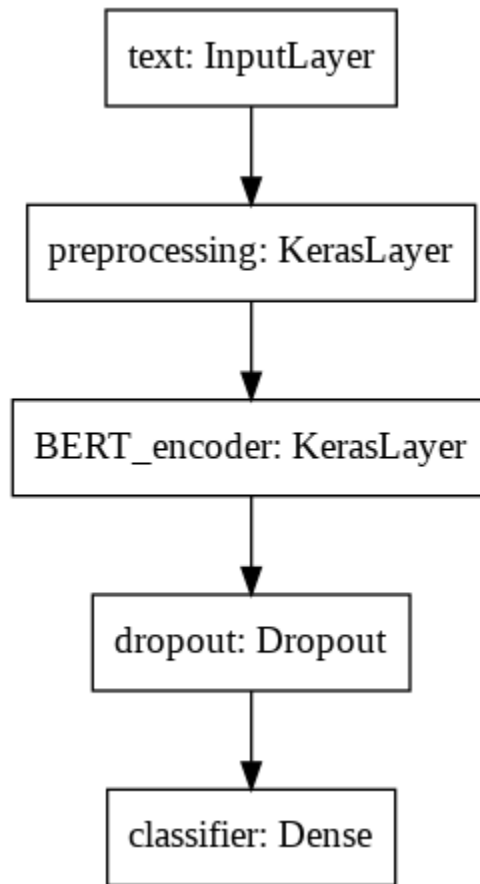 text: InputLayer
preprocessing: KerasLayer
BERT_encoder: KerasLayer
dropout: Dropout
classifier: Dense